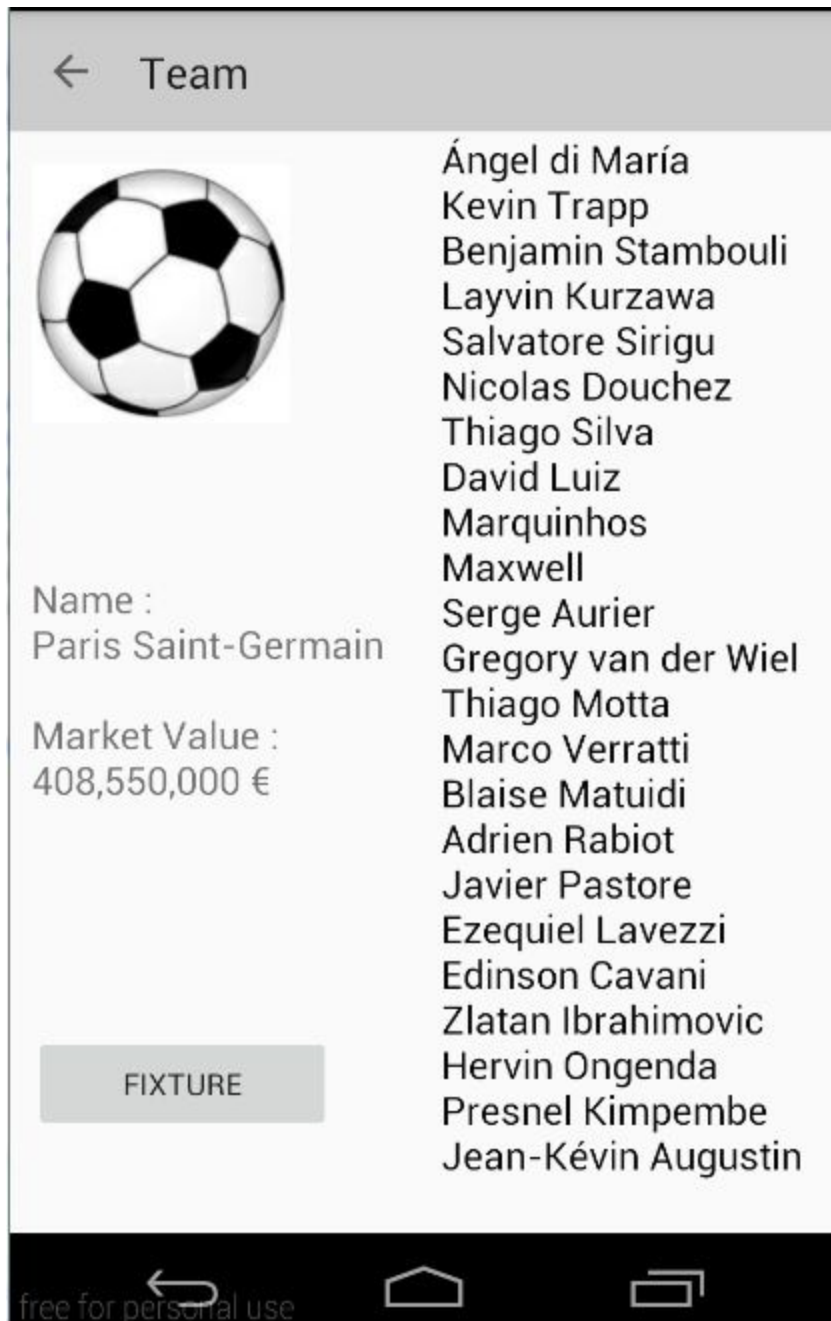 Team
Name :
Paris Saint-Germain
Market Value :
408,550,000 €
FIXTURE
Ángel di María
Kevin Trapp
Benjamin Stambouli
Layvin Kurzawa
Salvatore Sirigu
Nicolas Douchez
Thiago Silva
David Luiz
Marquinhos
Maxwell
Serge Aurier
Gregory van der Wiel
Thiago Motta
Marco Verratti
Blaise Matuidi
Adrien Rabiot
Javier Pastore
Ezequiel Lavezzi
Edinson Cavani
Zlatan Ibrahimovic
Hervin Ongenda
Presnel Kimpembe
Jean-Kévin Augustin
free for personal use